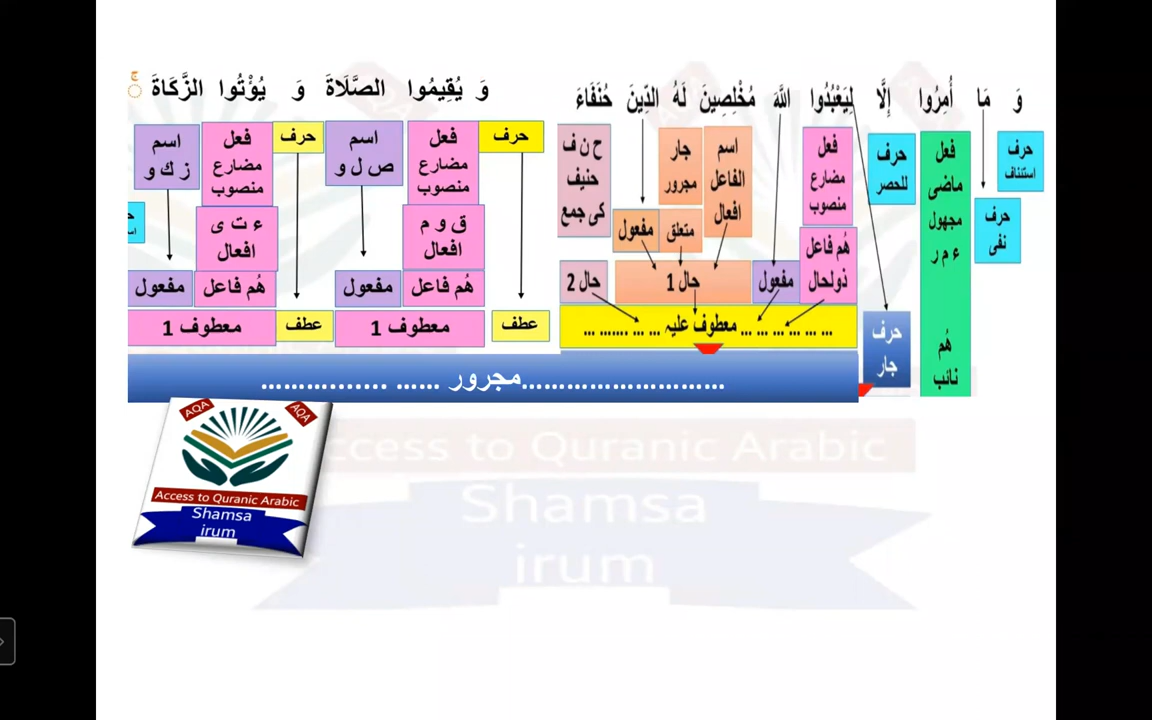 وَ مَا أُمِرُوا إِلَّا لِيَعْبُدُوا اللَّهَ مُخْلِصِينَ لَهُ الدِّينَ حُنَفَاءَ وَ يُقِيمُوا الصَّلَاةَ وَ يُؤْتُوا الزَّكَاةَ ۚ
حرف
استئناف
حرف
نفی
فعل
ماضی
مجهول
ء م ر
هُم
نائب
حرف
للحصر
حرف
جار
فعل
مضارع
منصوب
هُم فاعل
ذولحال
مفعول
اسم
الفاعل
افعال
جار
مجرور
متعلق
مفعول
حال 1
ح ن ف
حنیف
کی جمع
حال 2
... ... ... ... ... ... معطوف علیہ ... ... ....... ...
حرف
عطف
فعل
مضارع
منصوب
ق و م
افعال
هُم فاعل
اسم
ص ل و
مفعول
معطوف 1
حرف
عطف
فعل
مضارع
منصوب
ء ت ی
افعال
هُم فاعل
اسم
ز ك و
مفعول
معطوف 1
...........................مجرور ...... ................
AQA
AQA
Access to Quranic Arabic
Shamsa
irum
ccess to Quranic Arabic
Shamsa
irum